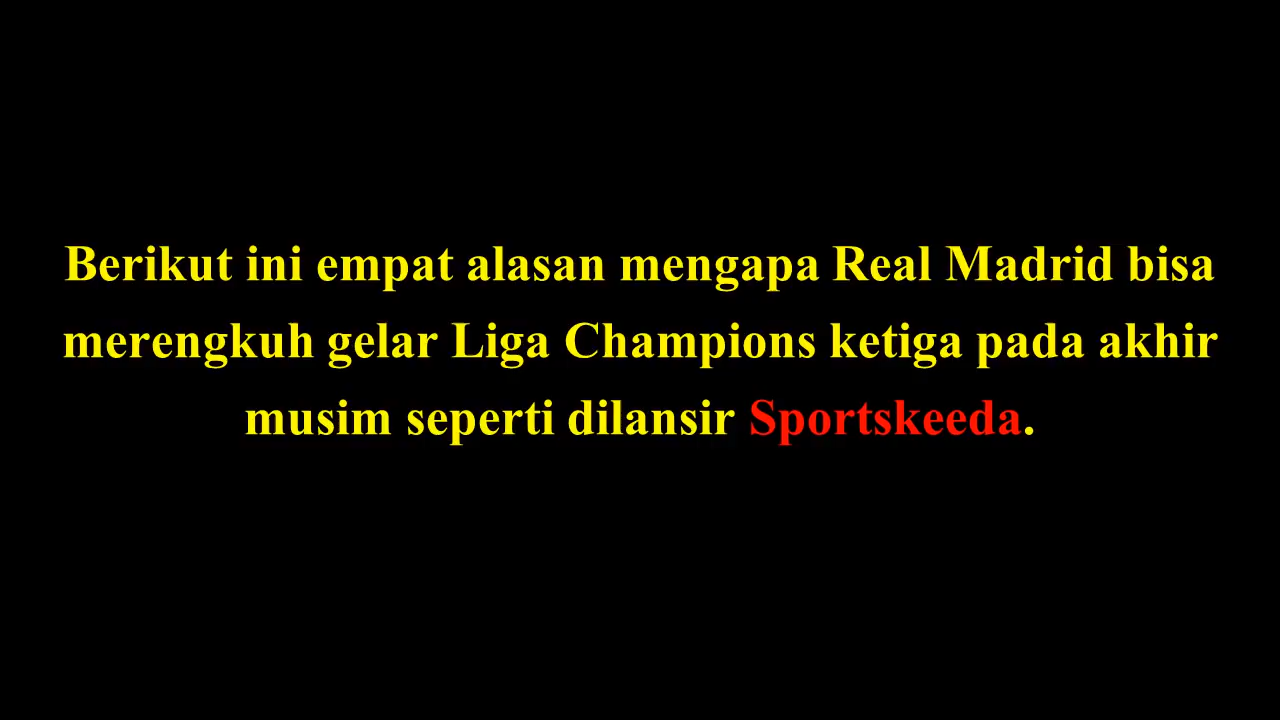 Berikut ini empat alasan mengapa Real Madrid bisa
merengkuh gelar Liga Champions ketiga pada akhir
musim seperti dilansir Sportskeeda.